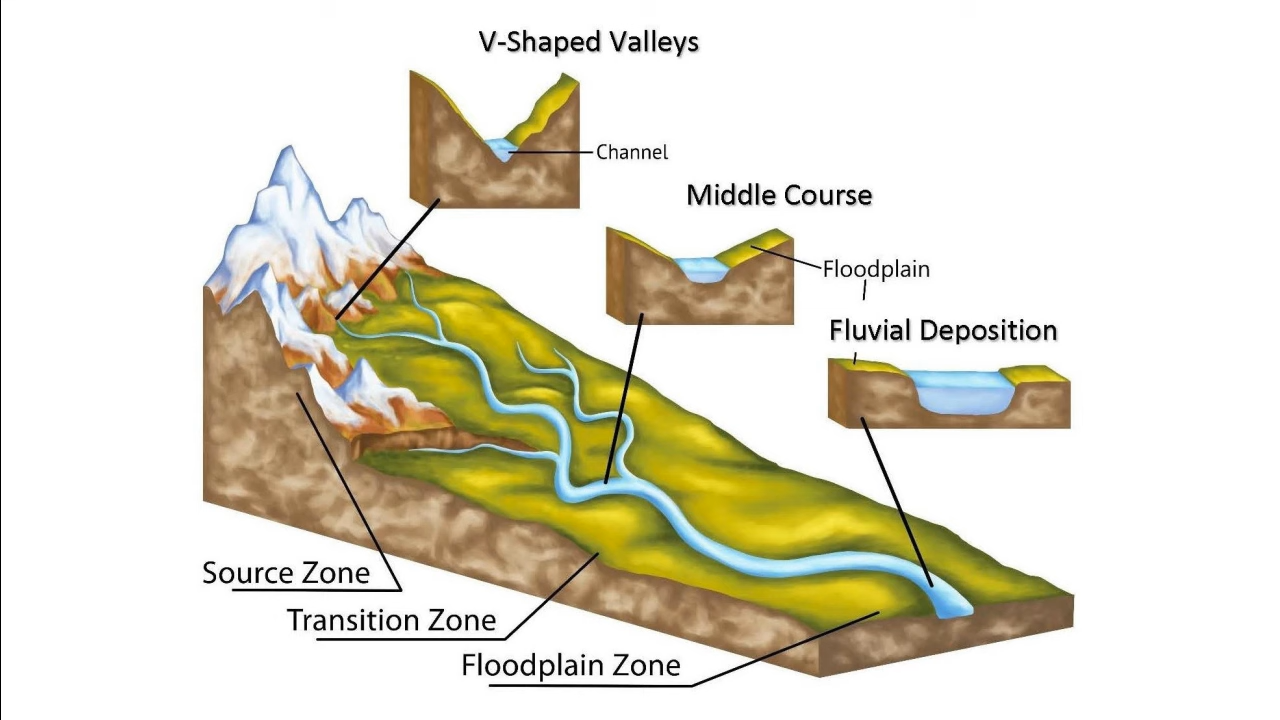 V-Shaped Valleys
Channel
Middle Course
Floodplain
Fluvial Deposition
Source Zone
Transition Zone
Floodplain Zone